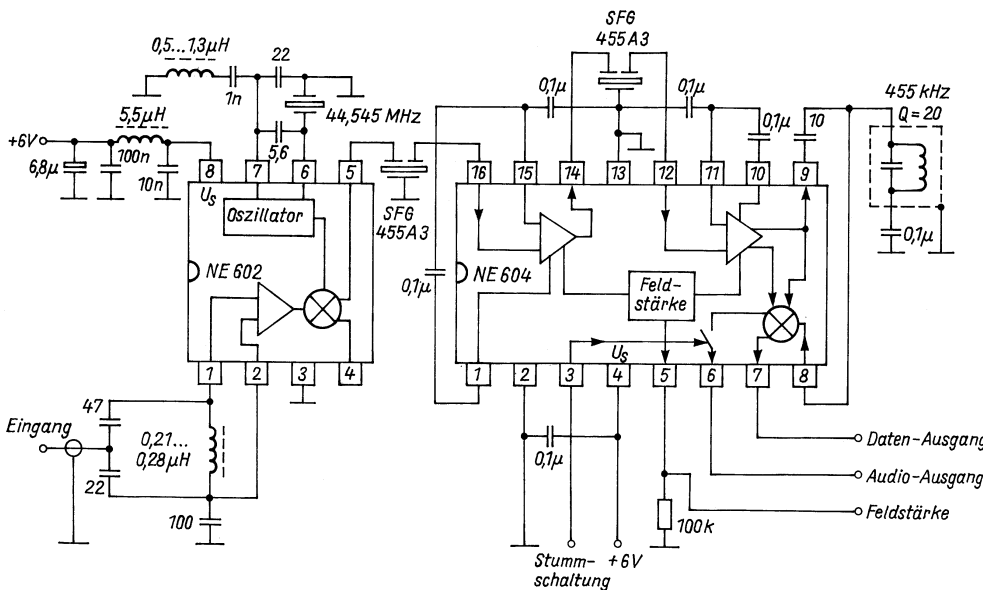 0,5...1,3µH
1n
22
44,545 MHz
5,6
5,5µH
+6V
6,8µ
100n
10n
8
7
6
5
U_S
Oszillator
SFG
455A3
NE 602
1
2
3
4
Eingang
47
22
0,21...
0,28µH
100
SFG
455A3
0,1µ
0,1µ
0,1µ
10
455 kHz
Q = 20
0,1µ
16
15
14
13
12
11
10
9
0,1µ
NE 604
Feld-
stärke
U_S
1
2
3
4
5
6
7
8
0,1µ
100k
Stumm-
schaltung
+6V
Daten-Ausgang
Audio-Ausgang
Feldstärke